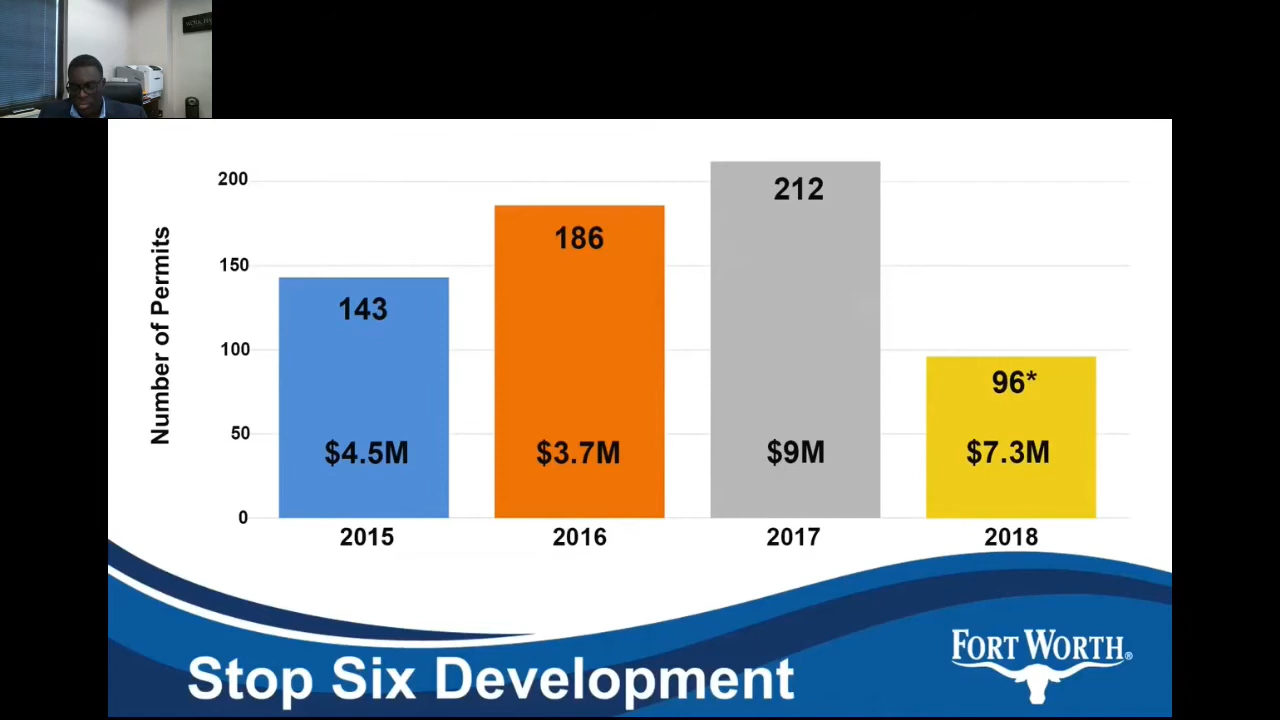 200
150
100
50
0
Number of Permits
143
186
212
96*
$4.5M
$3.7M
$9M
$7.3M
2015
2016
2017
2018
Stop Six Development
FORT WORTH®